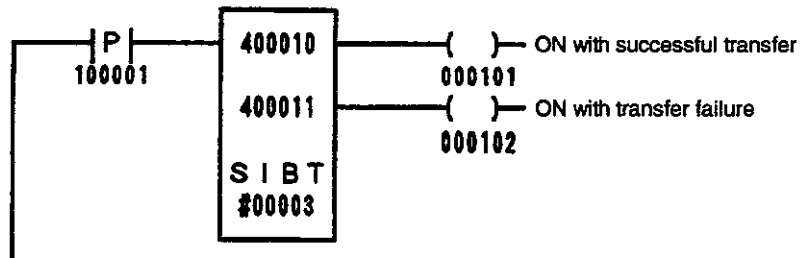 P
100001
400010
ON with successful transfer
000101
400011
ON with transfer failure
000102
SIBT
#00003